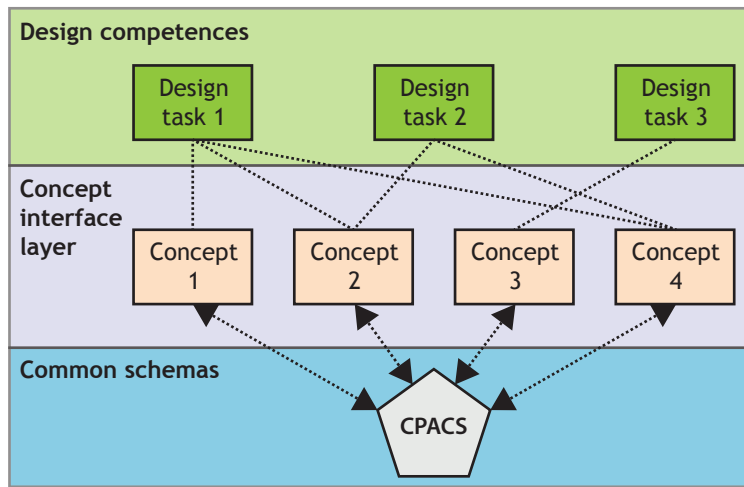 Design competences
Design
task 1
Design
task 2
Design
task 3
Concept
interface
layer
Concept
1
Concept
2
Concept
3
Concept
4
Common schemas
CPACS